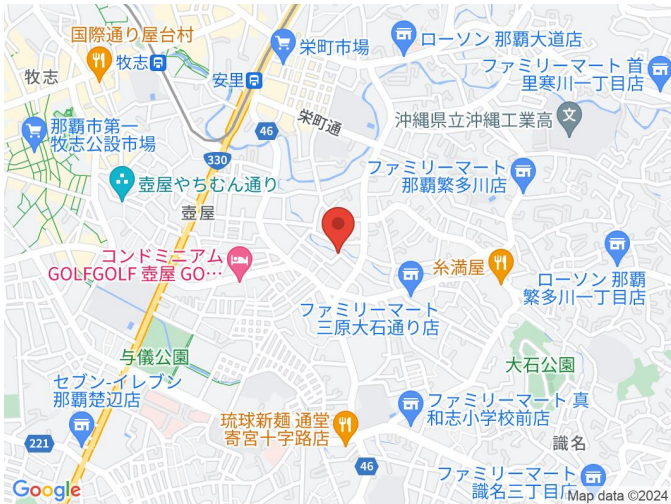 国際通り屋台村
牧志
牧志
安里
栄町市場
ローソン 那覇大道店
ファミリーマート 首
里寒川一丁目店
46
栄町通
沖縄県立沖縄工業高
那覇市第一
牧志公設市場
330
壺屋やちむん通り
ファミリーマート
那覇繁多川店
壺屋
コンドミニアム
GOLFGOLF 壺屋 GO…
糸満屋
ローソン 那覇
繁多川一丁目店
ファミリーマート
三原大石通り店
与儀公園
大石公園
セブン-イレブン
那覇楚辺店
琉球新麺 通堂
寄宮十字路店
ファミリーマート 真
和志小学校前店
221
識名
46
ファミリーマート
識名三丁目店
Google
Map data ©2024